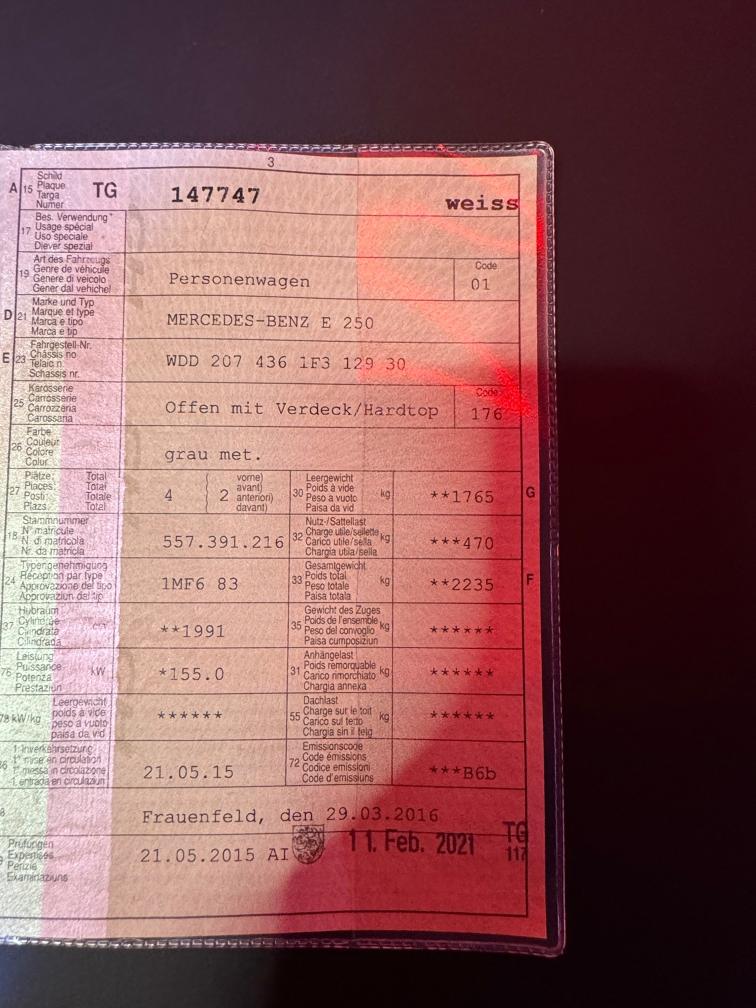 3
A 15 Schild Plaque Targa Numer TG 147747 weiss
17 Bes. Verwendung Usage spécial Uso speciale Diever spezial
19 Art des Fahrzeugs Genre de véhicule Genere di veicolo Gener dal vehichel Personenwagen Code 01
D 21 Marke und Typ Marque et type Marca e tipo Marca e tip MERCEDES-BENZ E 250
E 23 Fahrgestell-Nr. Châssis no Telaio n. Schassis nr. WDD 207 436 1F3 129 30
25 Karosserie Carrosserie Carrozzeria Carossaria Offen mit Verdeck/Hardtop Code 176
26 Farbe Couleur Colore Colur grau met.
27 Plätze: Total Places: Total Posti: Totale Plazs: Total 4 2 vorne) avant) anteriori) davant) 30 Leergewicht Poids à vide Peso a vuoto Paisa da vid kg **1765 G
18 Stammnummer N° matricule N. di matricola Nr. da matricla 557.391.216 32 Nutz-/Sattellast Charge utile/sellette Carico utile/sella Chargia utila/sella kg ***470
24 Typengenehmigung Réception par type Approvazione del tipo Approvaziun dal tip 1MF6 83 33 Gesamtgewicht Poids total Peso totale Paisa totala kg **2235 F
37 Hubraum Cylindrée Cilindrata Cilindrada cm³ **1991 35 Gewicht des Zuges Poids de l'ensemble Peso del convoglio Paisa cumposiziun kg ******
76 Leistung Puissance Potenza Prestaziun kW *155.0 31 Anhängelast Poids remorquable Carico rimorchiato Chargia annexa kg ******
78 kW/kg Leergewicht poids à vide peso a vuoto paisa da vid ****** 55 Dachlast Charge sur le toit Carico sul tetto Chargia sin il tetg kg ******
36 1. Inverkehrsetzung 1re mise en circulation 1a messa in circolazione 1. entrada en circulaziun 21.05.15 72 Emissionscode Code émissions Codice emissioni Code d'emissiuns ***B6b
Frauenfeld, den 29.03.2016
Prüfungen Expertises Perizie Examinaziuns 21.05.2015 AI 11. Feb. 2021 TG 117